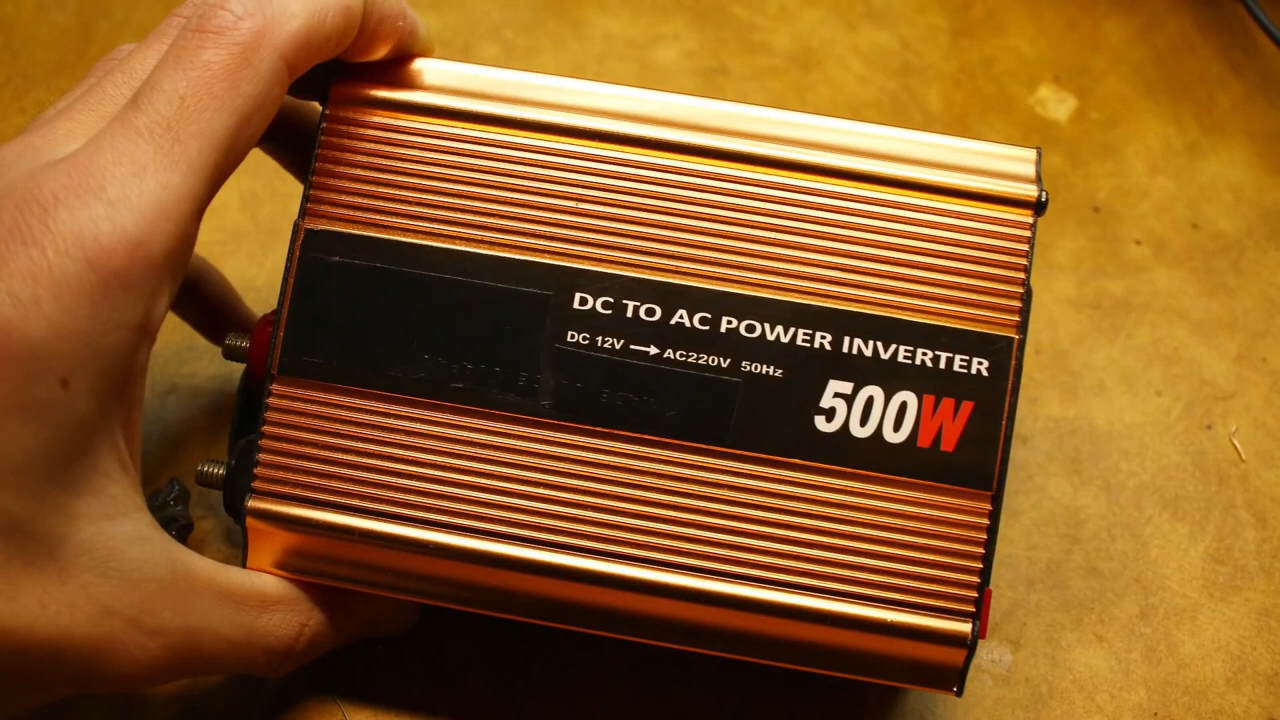 DC TO AC POWER INVERTER
DC 12V → AC220V 50Hz
500W